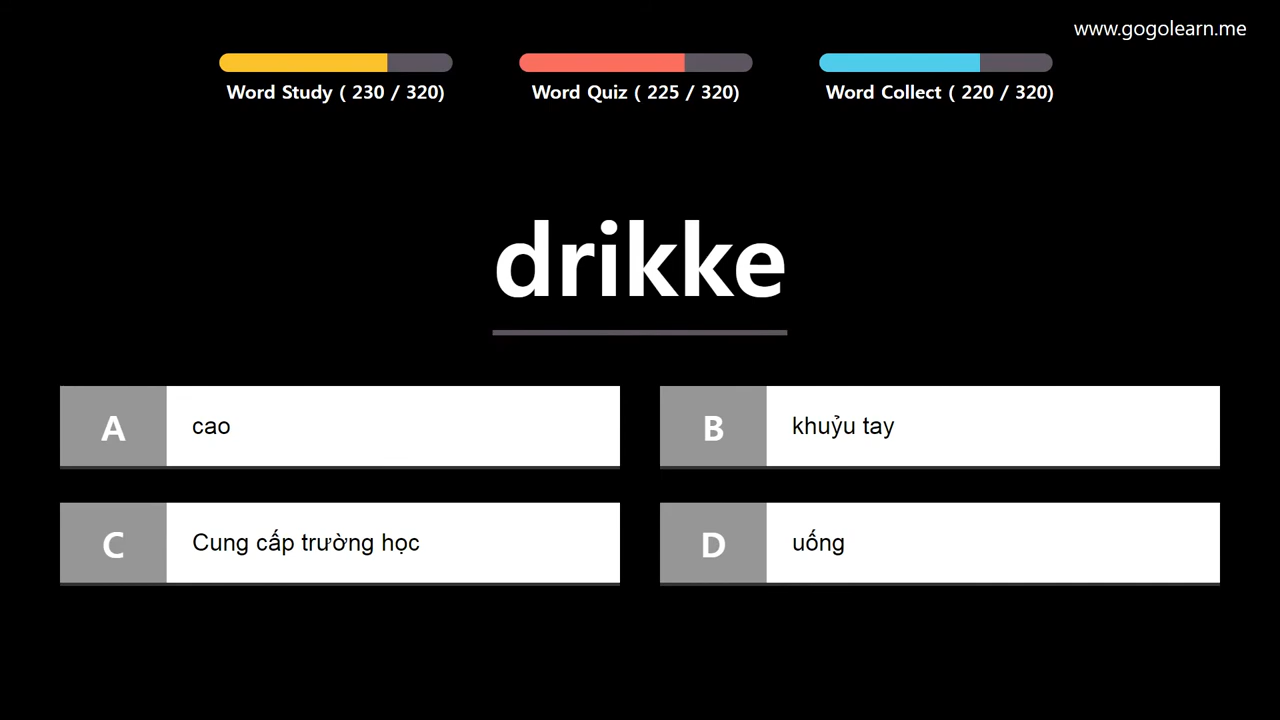 www.gogolearn.me
Word Study ( 230 / 320)
Word Quiz ( 225 / 320)
Word Collect ( 220 / 320)
drikke
A cao
B khuỷu tay
C Cung cấp trường học
D uống